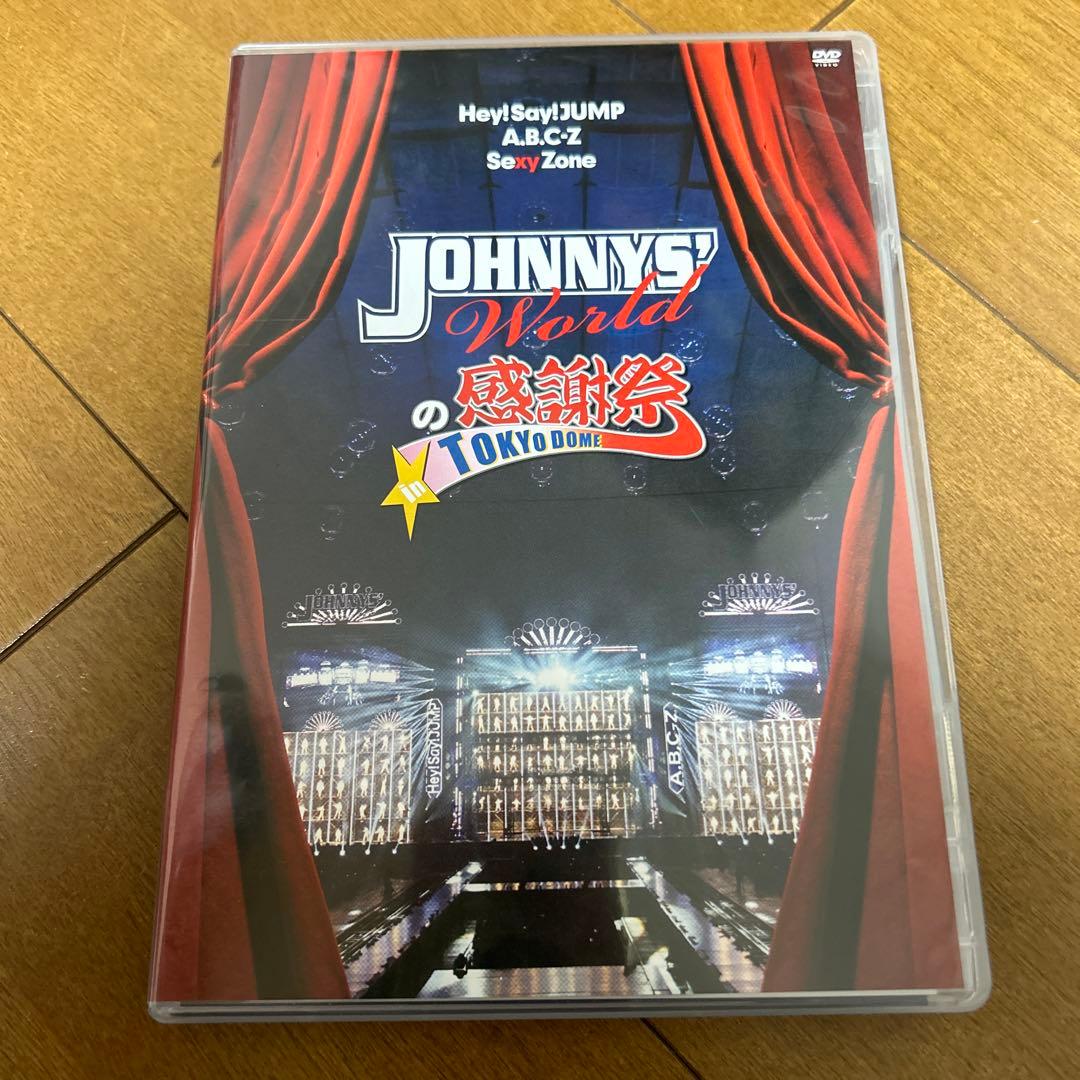 DVD
VIDEO
Hey!Say!JUMP
A.B.C-Z
Sexy Zone
JOHNNYS'
World
の感謝祭
in TOKYO DOME
JOHNNYS'
JOHNNYS'
Hey!Say!JUMP
A.B.C-Z